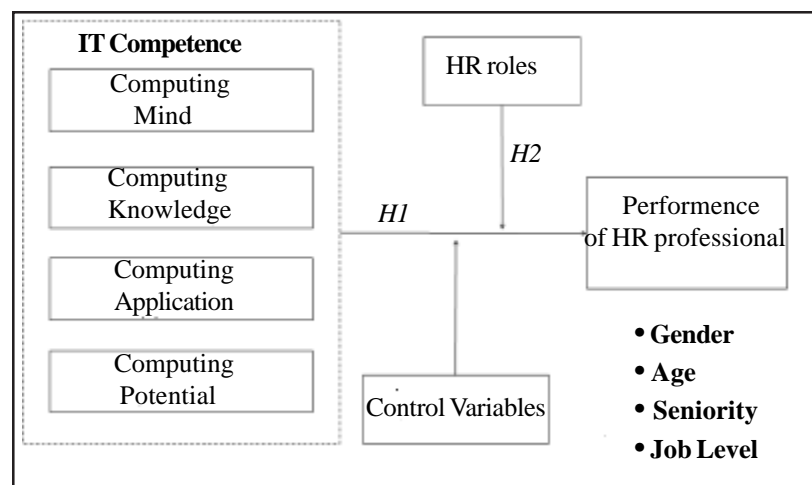 IT Competence
Computing
Mind
Computing
Knowledge
Computing
Application
Computing
Potential
H1
HR roles
H2
Performence
of HR professional
Control Variables
• Gender
• Age
• Seniority
• Job Level